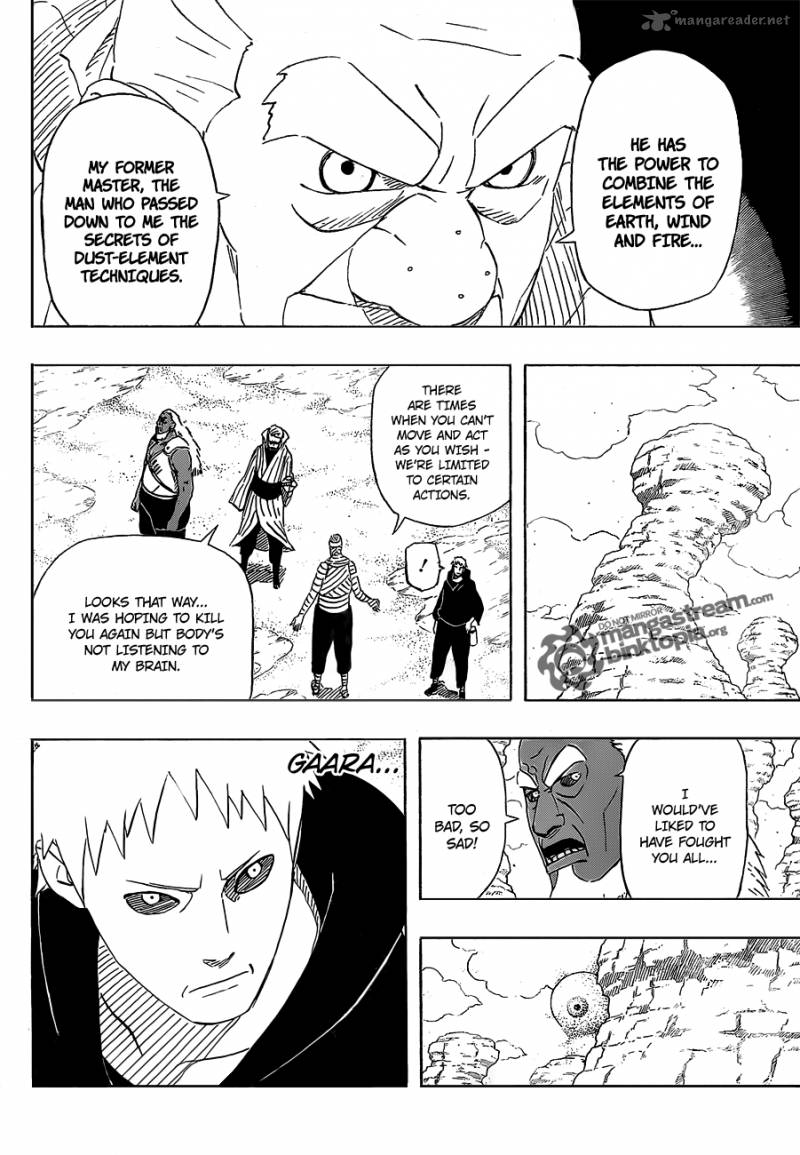 mangareader.net
HE HAS
THE POWER TO
COMBINE THE
ELEMENTS OF
EARTH, WIND
AND FIRE...
MY FORMER
MASTER, THE
MAN WHO PASSED
DOWN TO ME THE
SECRETS OF
DUST-ELEMENT
TECHNIQUES.
DO NOT MIRROR
mangastream.com
binktopia.org
THERE
ARE TIMES
WHEN YOU CAN'T
MOVE AND ACT
AS YOU WISH -
WE'RE LIMITED
TO CERTAIN
ACTIONS.
!
LOOKS THAT WAY...
I WAS HOPING TO KILL
YOU AGAIN BUT BODY'S
NOT LISTENING TO
MY BRAIN.
I
WOULD'VE
LIKED TO
HAVE FOUGHT
YOU ALL...
TOO
BAD, SO
SAD!
GAARA...